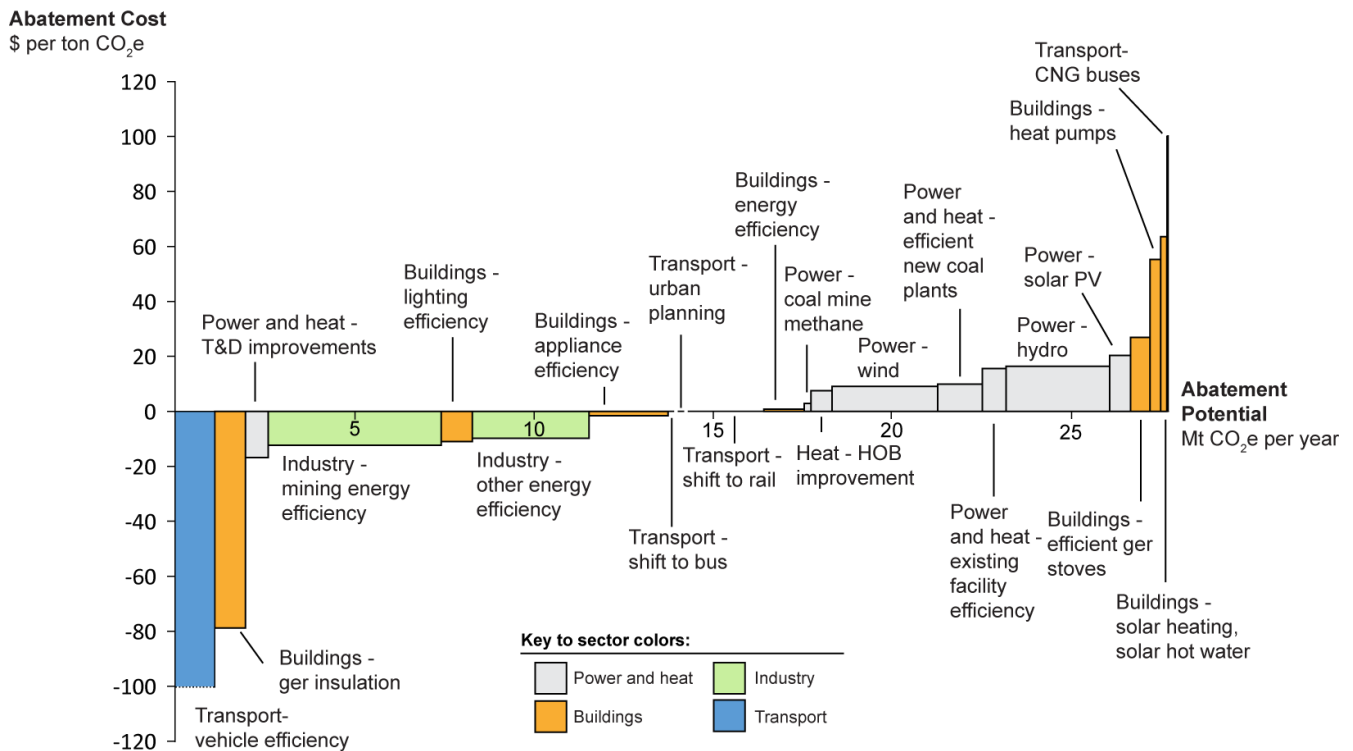 Abatement Cost
$ per ton CO₂e
120
100
80
60
40
20
0
-20
-40
-60
-80
-100
-120
Transport-
CNG buses
Buildings -
heat pumps
Buildings -
energy
efficiency
Power
and heat -
efficient
new coal
plants
Transport -
urban
planning
Power -
coal mine
methane
Power -
solar PV
Buildings -
lighting
efficiency
Buildings -
appliance
efficiency
Power and heat -
T&D improvements
Power -
wind
Power -
hydro
5
10
15
20
25
Abatement
Potential
Mt CO₂e per year
Industry -
mining energy
efficiency
Industry -
other energy
efficiency
Transport -
shift to rail
Heat - HOB
improvement
Transport -
shift to bus
Power
and heat -
existing
facility
efficiency
Buildings -
efficient ger
stoves
Buildings -
solar heating,
solar hot water
Buildings -
ger insulation
Transport-
vehicle efficiency
Key to sector colors:
Power and heat
Industry
Buildings
Transport